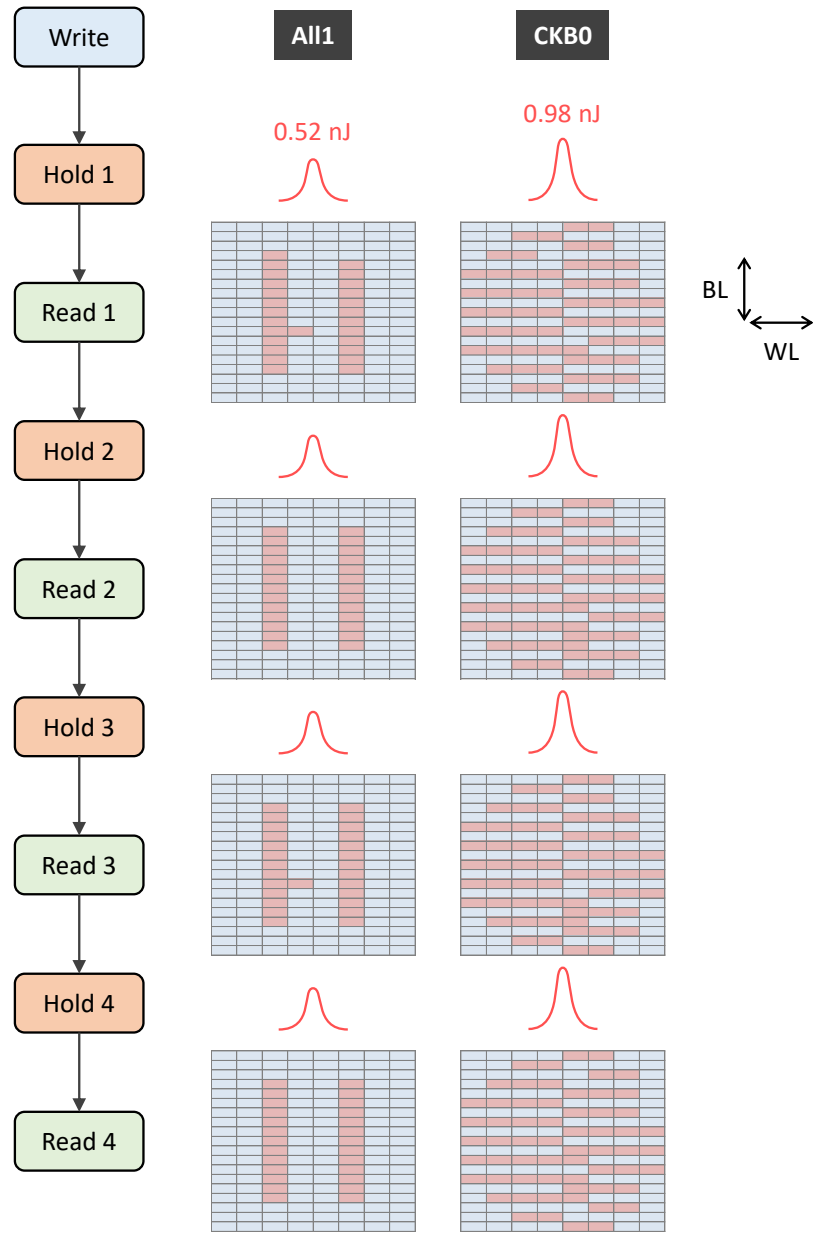 Write
All1
CKB0
0.52 nJ
0.98 nJ
Hold 1
Read 1
BL
WL
Hold 2
Read 2
Hold 3
Read 3
Hold 4
Read 4